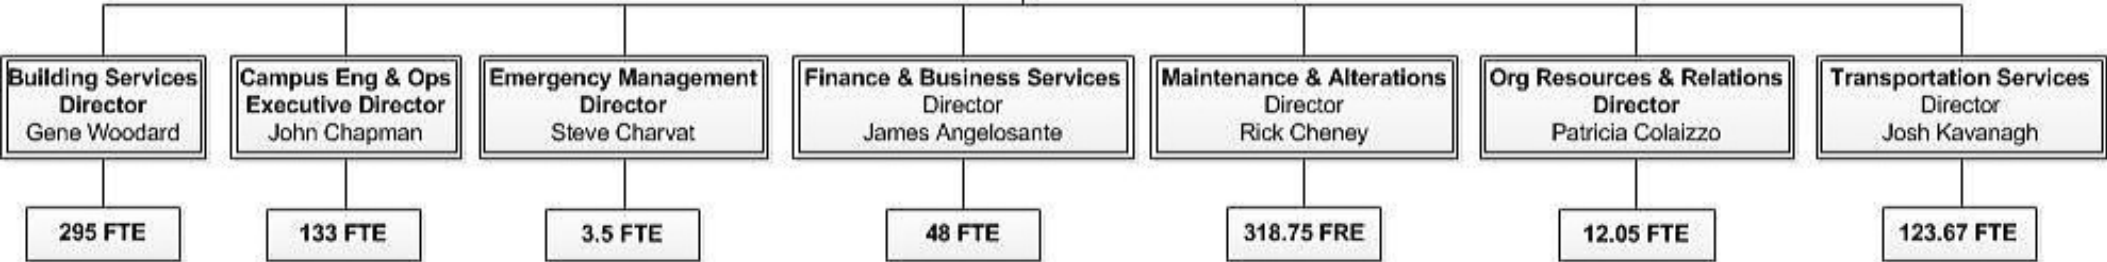 Building Services
Director
Gene Woodard
Campus Eng & Ops
Executive Director
John Chapman
Emergency Management
Director
Steve Charvat
Finance & Business Services
Director
James Angelosante
Maintenance & Alterations
Director
Rick Cheney
Org Resources & Relations
Director
Patricia Colaizzo
Transportation Services
Director
Josh Kavanagh
295 FTE
133 FTE
3.5 FTE
48 FTE
318.75 FRE
12.05 FTE
123.67 FTE